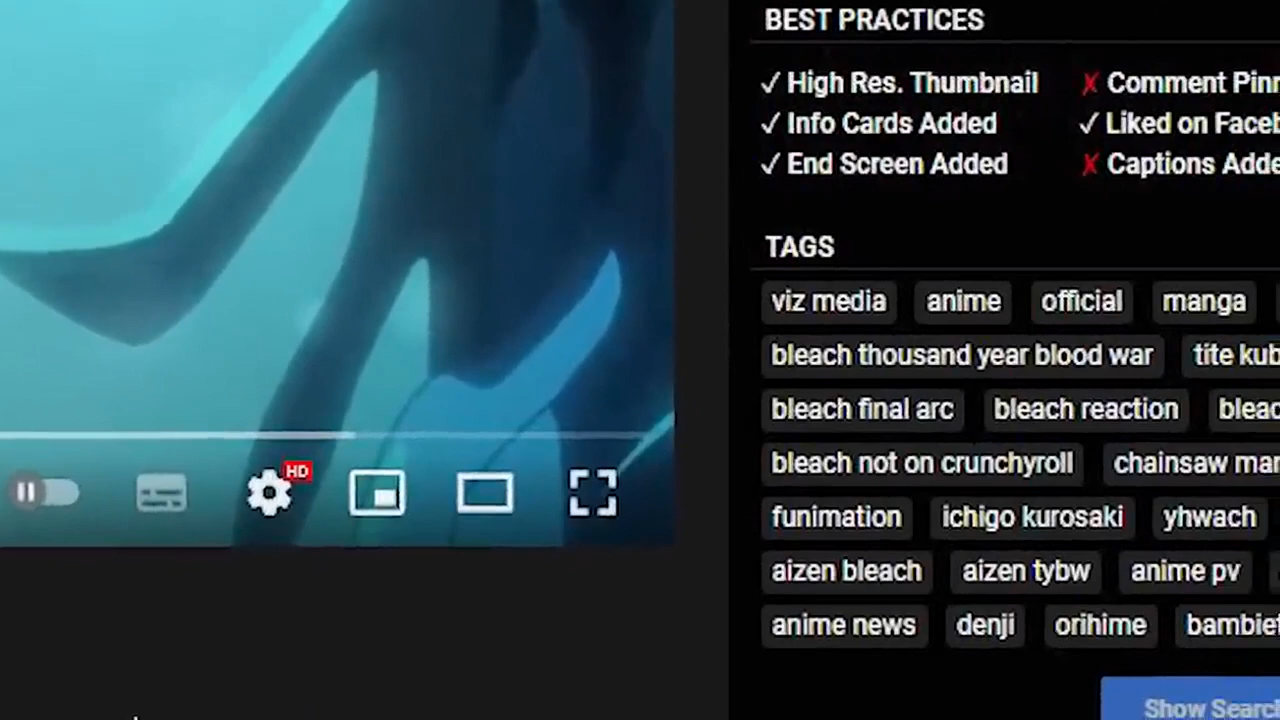 BEST PRACTICES
✓ High Res. Thumbnail ✗ Comment Pinn
✓ Info Cards Added ✓ Liked on Faceb
✓ End Screen Added ✗ Captions Adde
TAGS
viz media anime official manga
bleach thousand year blood war tite kub
bleach final arc bleach reaction bleac
bleach not on crunchyroll chainsaw man
funimation ichigo kurosaki yhwach
aizen bleach aizen tybw anime pv
anime news denji orihime bambiet
HD
Show Search